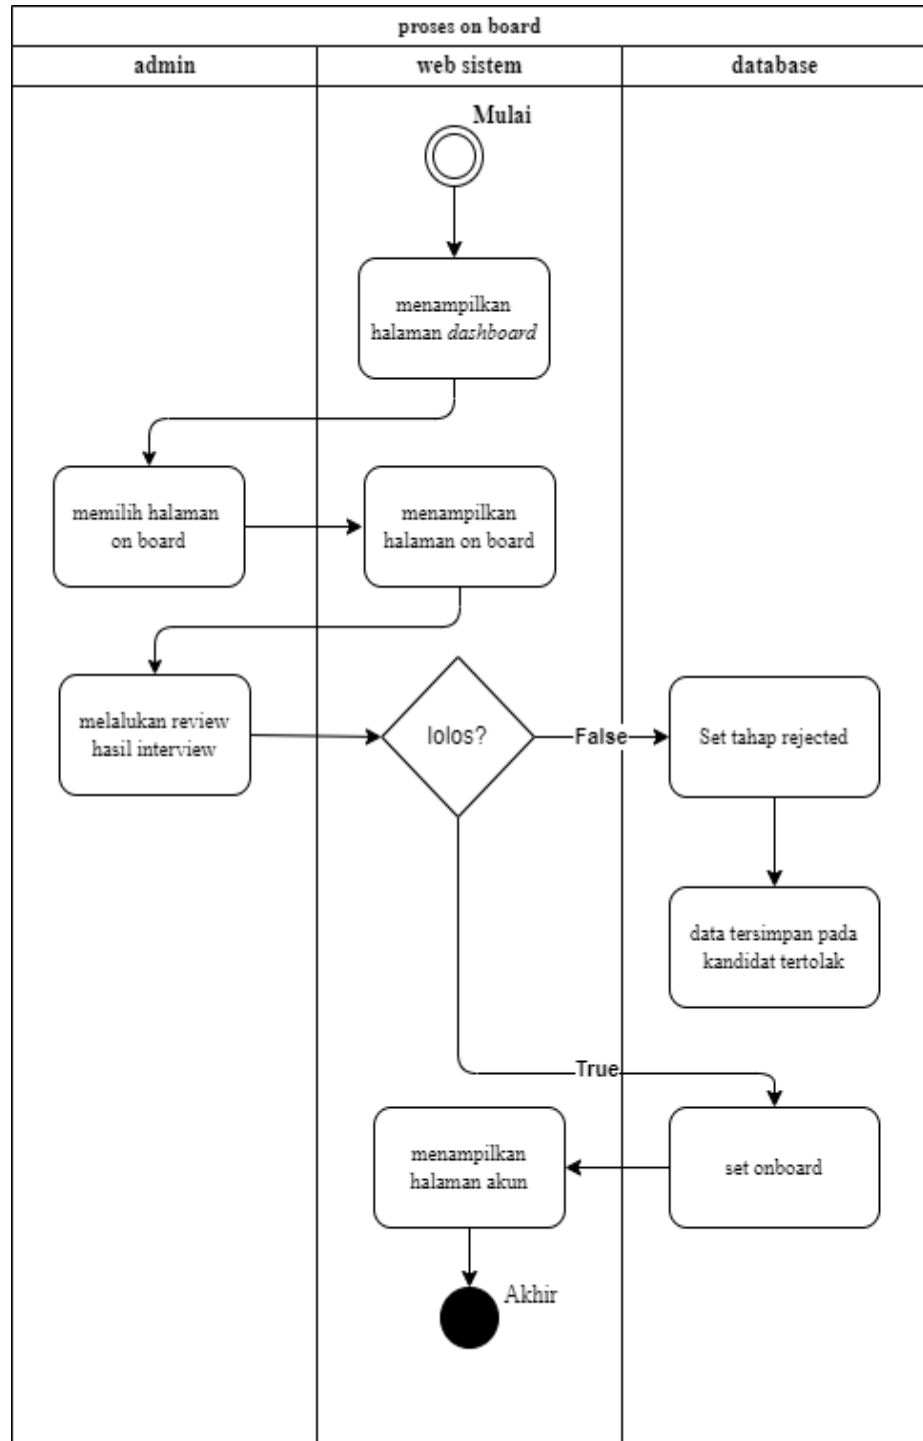 proses on board
admin
web sistem
database
Mulai
menampilkan
halaman dashboard
memilih halaman
on board
menampilkan
halaman on board
melalukan review
hasil interview
lolos?
False
Set tahap rejected
data tersimpan pada
kandidat tertolak
True
menampilkan
halaman akun
set onboard
Akhir